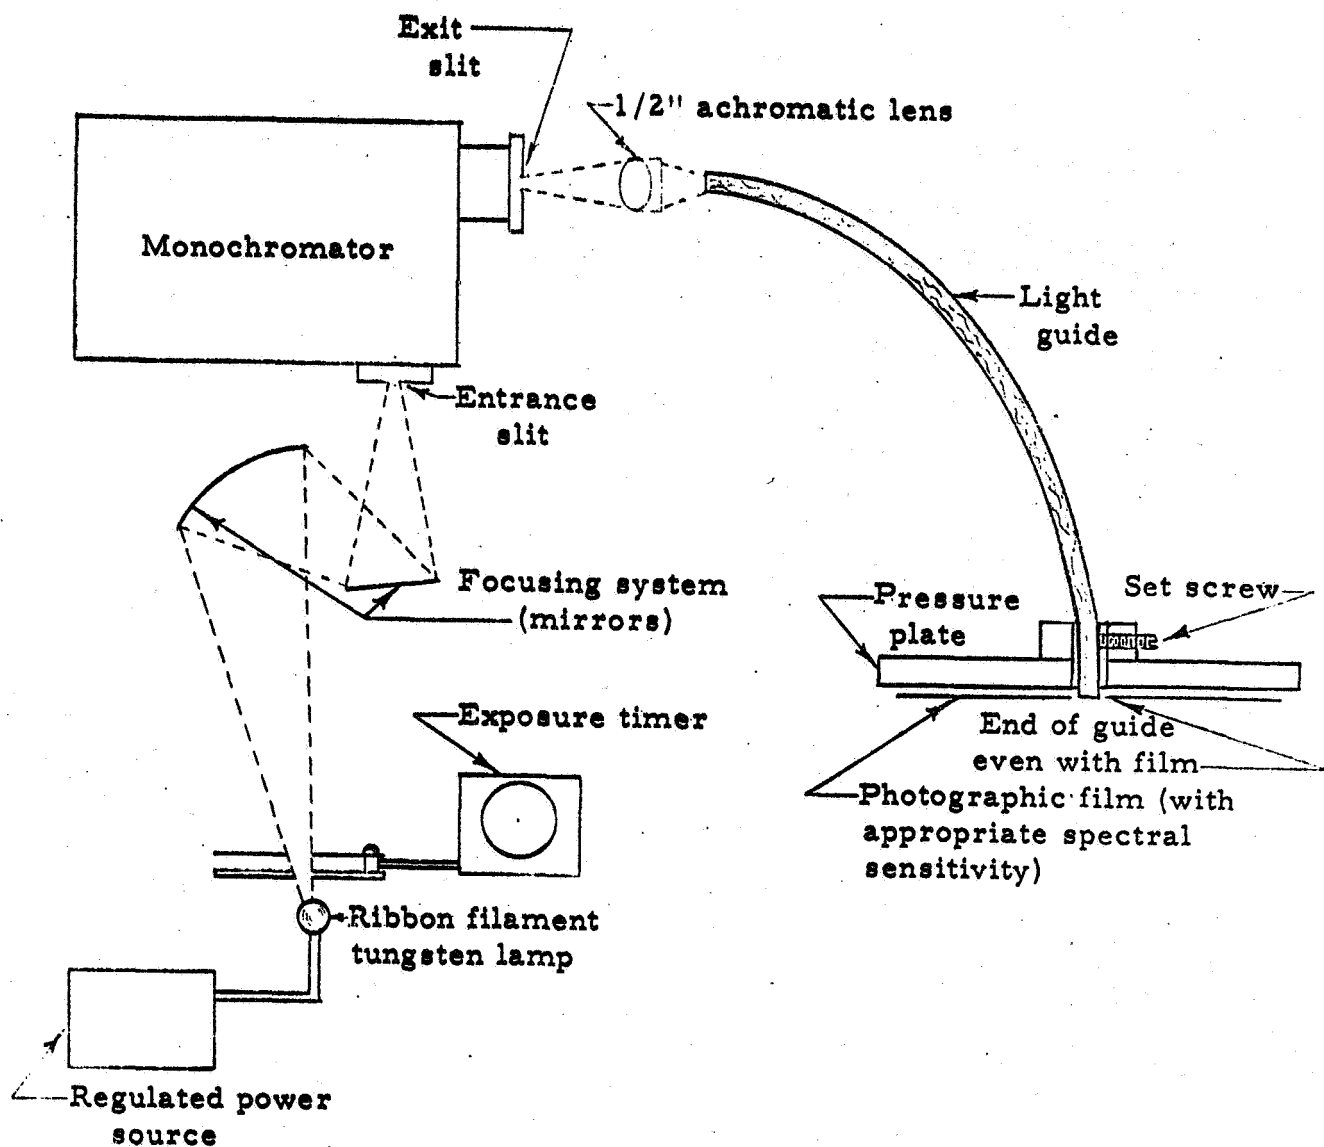 Exit
slit
1/2" achromatic lens
Monochromator
Light
guide
Entrance
slit
Focusing system
(mirrors)
Set screw
Pressure
plate
Exposure timer
End of guide
even with film
Photographic film (with
appropriate spectral
sensitivity)
Ribbon filament
tungsten lamp
Regulated power
source